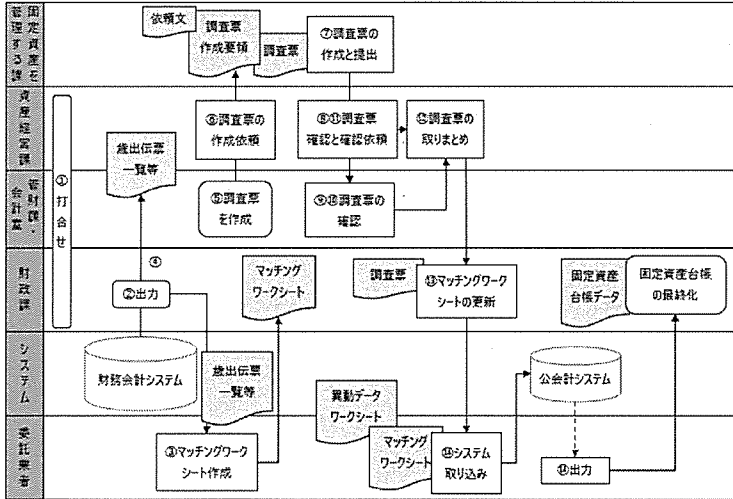 固定資産を
管理する課
依頼文
調査票
作成要領
調査票
⑦調査票の
作成と提出
資産経営課
①打合せ
歳出伝票
一覧等
⑥調査票の
作成依頼
⑧⑪調査票
確認と確認依頼
⑫調査票の
取りまとめ
管財課・
会計室
⑤調査票
を作成
⑨⑩調査票の
確認
財政課
④
②出力
マッチング
ワークシート
調査票
⑬マッチングワーク
シートの更新
固定資産
台帳データ
固定資産台帳
の最終化
システム
財務会計システム
歳出伝票
一覧等
異動データ
ワークシート
公会計システム
委託業者
③マッチングワーク
シート作成
マッチング
ワークシート
システム
取り込み
出力